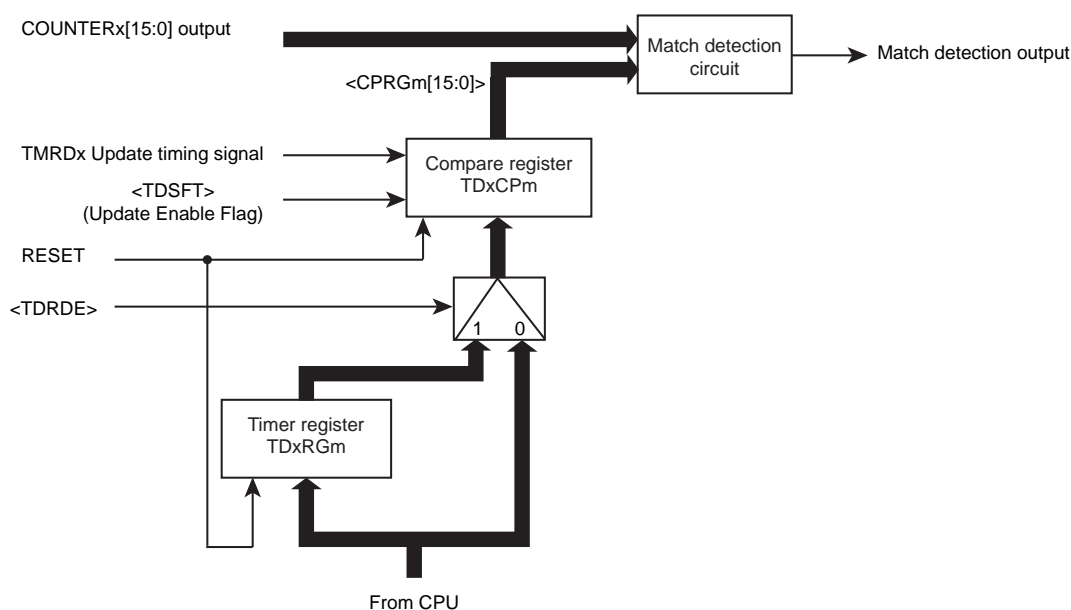 COUNTERx[15:0] output
Match detection
circuit
Match detection output
<CPRGm[15:0]>
TMRDx Update timing signal
Compare register
TDxCPm
<TDSFT>
(Update Enable Flag)
RESET
<TDRDE>
1 0
Timer register
TDxRGm
From CPU